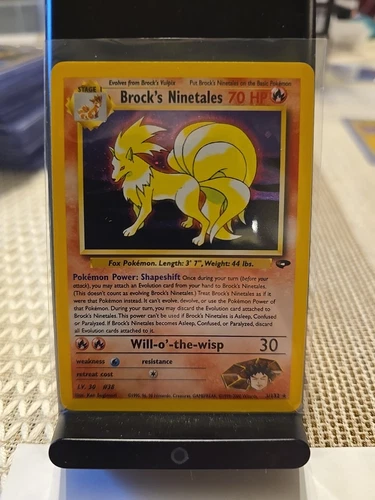 Evolves from Brock's Vulpix Put Brock's Ninetales on the Basic Pokémon
STAGE 1
Brock's Ninetales 70 HP
Fox Pokémon. Length: 3' 7", Weight: 44 lbs.
Pokémon Power: Shapeshift Once during your turn (before your
attack), you may attach an Evolution card from your hand to Brock's Ninetales.
(This doesn't count as evolving Brock's Ninetales.) Treat Brock's Ninetales as if it
were that Pokémon instead. It can't evolve, devolve, or use the Pokémon Power of
that Pokémon. During your turn, you may discard the Evolution card attached to
Brock's Ninetales. This power can't be used if Brock's Ninetales is Asleep, Confused
or Paralyzed. If Brock's Ninetales becomes Asleep, Confused, or Paralyzed, discard
all Evolution cards attached to it.
Will-o'-the-wisp 30
weakness resistance
retreat cost
LV. 30 #38